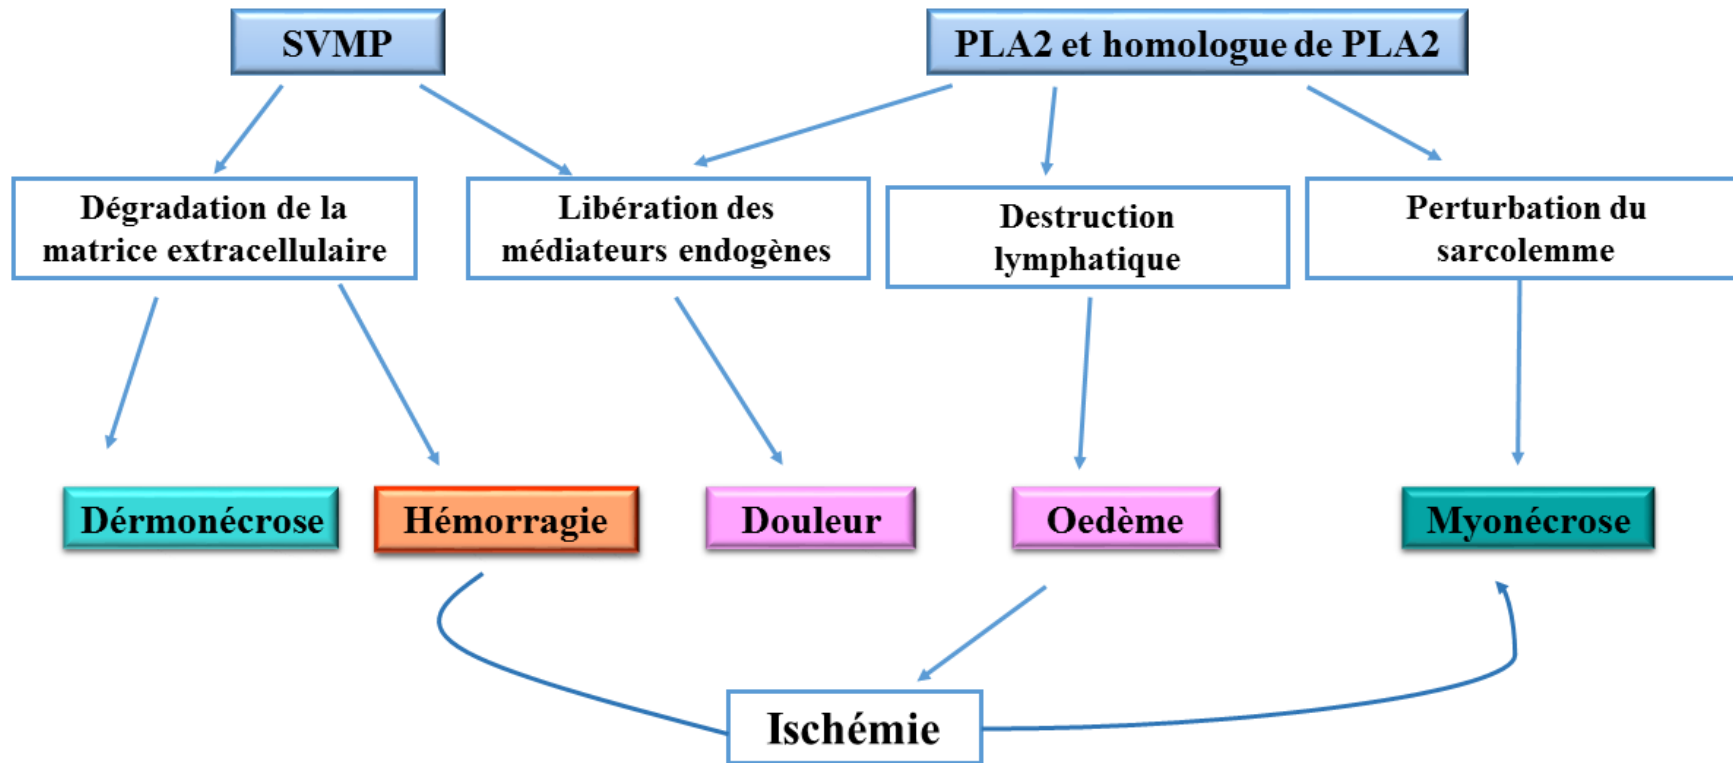 SVMP
PLA2 et homologue de PLA2
Dégradation de la
matrice extracellulaire
Libération des
médiateurs endogènes
Destruction
lymphatique
Perturbation du
sarcolemme
Dérmonécrose
Hémorragie
Douleur
Oedème
Myonécrose
Ischémie